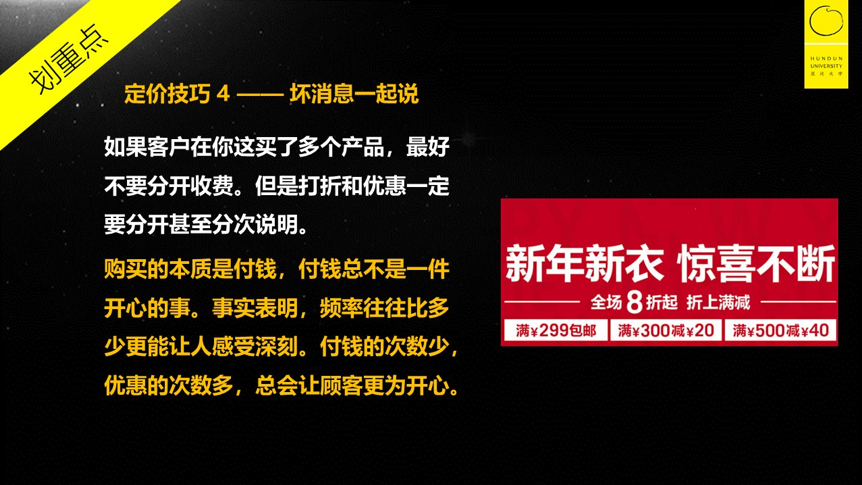 划重点
HUNDUN
UNIVERSITY
混沌大学
定价技巧 4 —— 坏消息一起说
如果客户在你这买了多个产品，最好
不要分开收费。但是打折和优惠一定
要分开甚至分次说明。
购买的本质是付钱，付钱总不是一件
开心的事。事实表明，频率往往比多
少更能让人感受深刻。付钱的次数少，
优惠的次数多，总会让顾客更为开心。
新年新衣 惊喜不断
全场8折起 折上满减
满¥299包邮 满¥300减¥20 满¥500减¥40